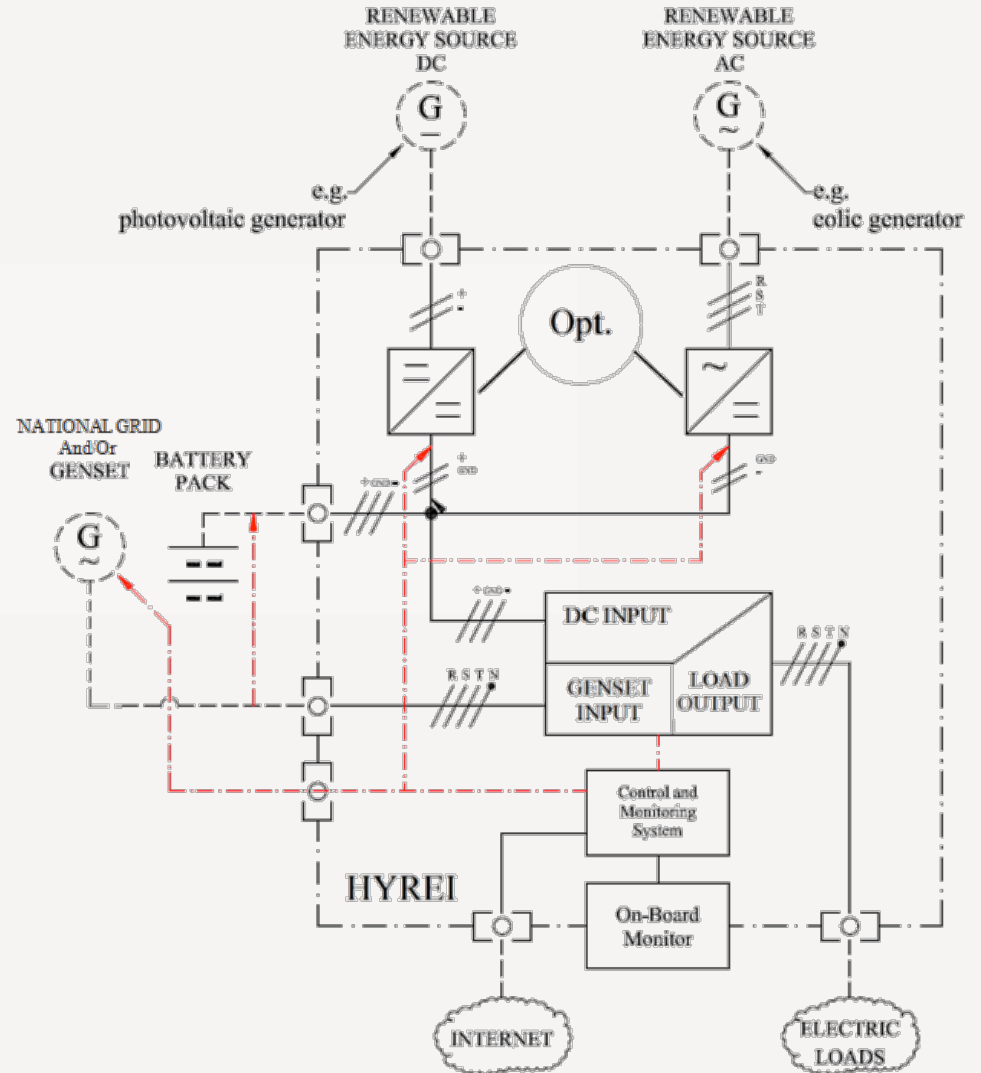 RENEWABLE
ENERGY SOURCE
DC
RENEWABLE
ENERGY SOURCE
AC
G
G
~
e.g.
photovoltaic generator
e.g.
eolic generator
+
-
R
S
T
Opt.
~
NATIONAL GRID
And/Or
GENSET
BATTERY
PACK
+
GND
GND
-
+ GND -
G
~
+ GND -
DC INPUT
R S T N
R S T N
GENSET
INPUT
LOAD
OUTPUT
Control and
Monitoring
System
HYREI
On-Board
Monitor
INTERNET
ELECTRIC
LOADS